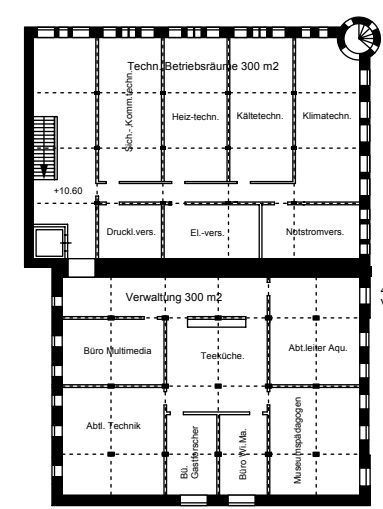 Techn. Betriebsräume 300 m2
Sich.-,Komm.techn.
Heiz-techn.
Kältetechn.
Klimatechn.
+10.60
Druckl.vers.
El.-vers.
Notstromvers.
Verwaltung 300 m2
Büro Multimedia
Teeküche.
Abt.leiter Aqu.
Abtl. Technik
Bü.
Gastforscher
Büro Wi.Ma.
Museumspädagogen